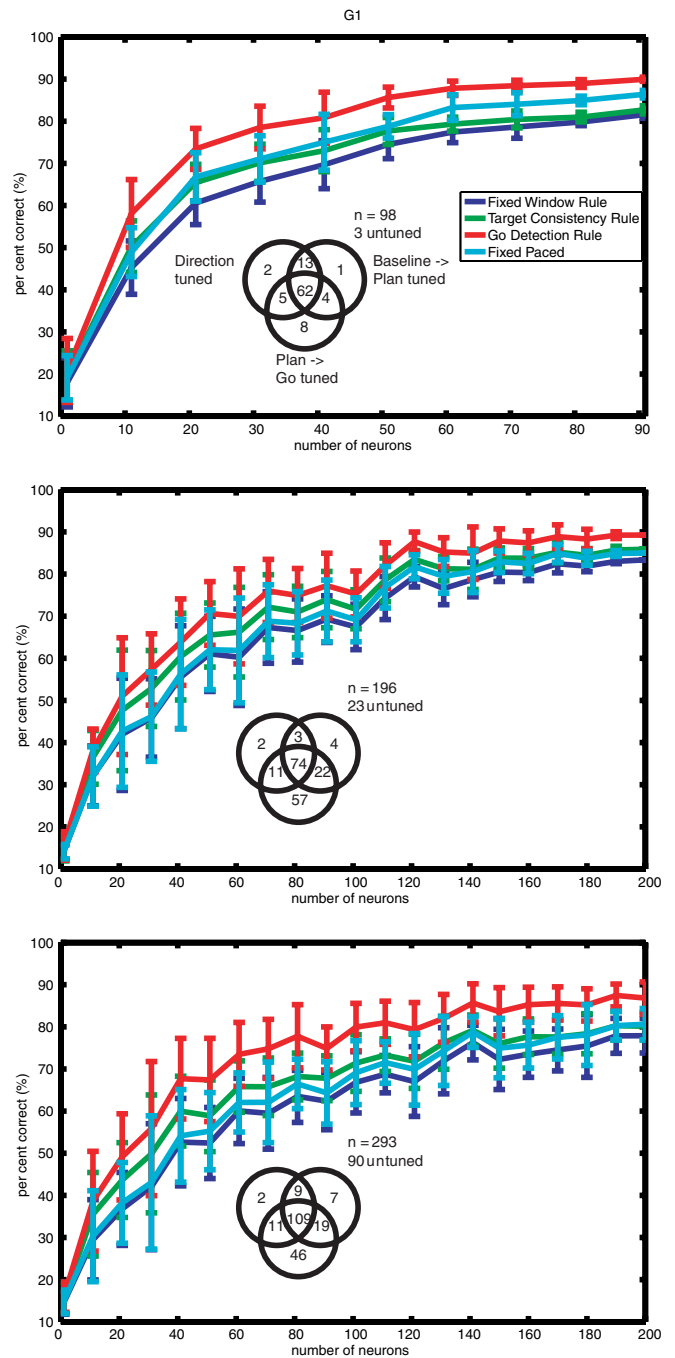 G1
100
90
80
70
60
50
40
30
20
10
per cent correct (%)
Fixed Window Rule
Target Consistency Rule
Go Detection Rule
Fixed Paced
n = 98
3 untuned
Direction
tuned
Baseline ->
Plan tuned
2
13
1
5
62
4
8
Plan ->
Go tuned
0 10 20 30 40 50 60 70 80 90
number of neurons
100
90
80
70
60
50
40
30
20
10
per cent correct (%)
n = 196
23 untuned
2
3
4
11
74
22
57
0 20 40 60 80 100 120 140 160 180 200
number of neurons
100
90
80
70
60
50
40
30
20
10
per cent correct (%)
n = 293
90 untuned
2
9
7
11
109
19
46
0 20 40 60 80 100 120 140 160 180 200
number of neurons